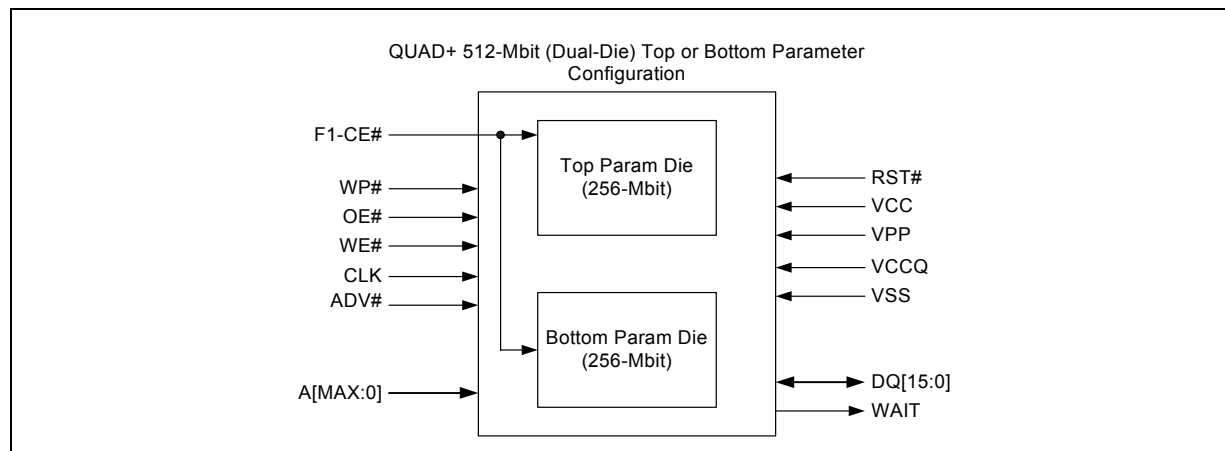 QUAD+ 512-Mbit (Dual-Die) Top or Bottom Parameter
Configuration
F1-CE#
WP#
OE#
WE#
CLK
ADV#
A[MAX:0]
Top Param Die
(256-Mbit)
Bottom Param Die
(256-Mbit)
RST#
VCC
VPP
VCCQ
VSS
DQ[15:0]
WAIT